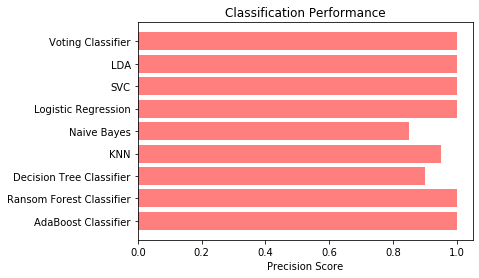 Classification Performance
Voting Classifier
LDA
SVC
Logistic Regression
Naive Bayes
KNN
Decision Tree Classifier
Ransom Forest Classifier
AdaBoost Classifier
0.0 0.2 0.4 0.6 0.8 1.0
Precision Score